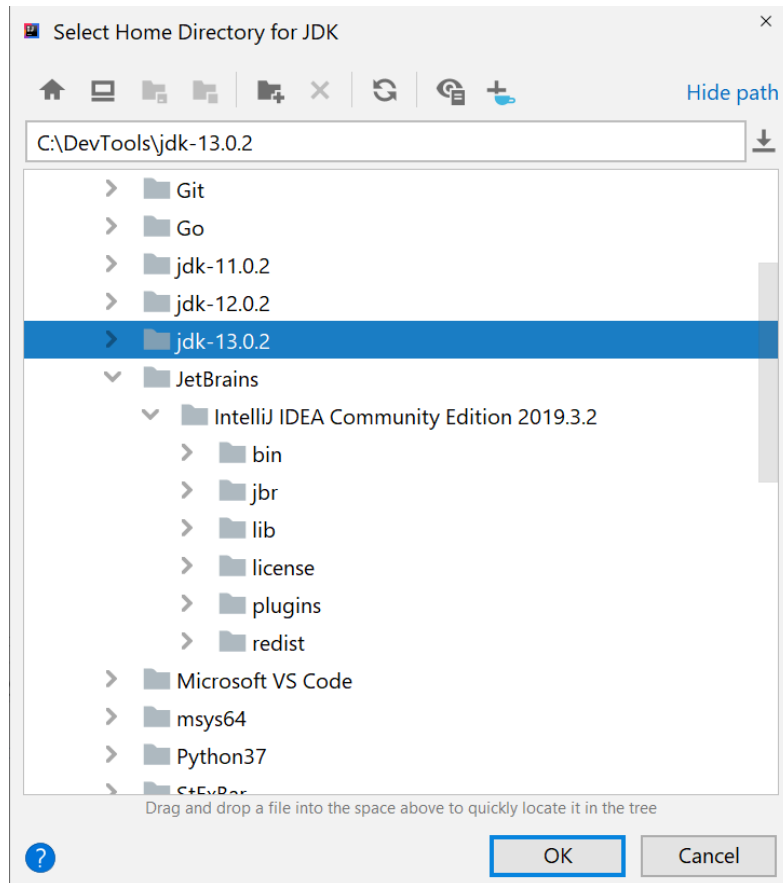 Select Home Directory for JDK
Hide path
C:\DevTools\jdk-13.0.2
Git
Go
jdk-11.0.2
jdk-12.0.2
jdk-13.0.2
JetBrains
IntelliJ IDEA Community Edition 2019.3.2
bin
jbr
lib
license
plugins
redist
Microsoft VS Code
msys64
Python37
StExBar
Drag and drop a file into the space above to quickly locate it in the tree
? OK Cancel